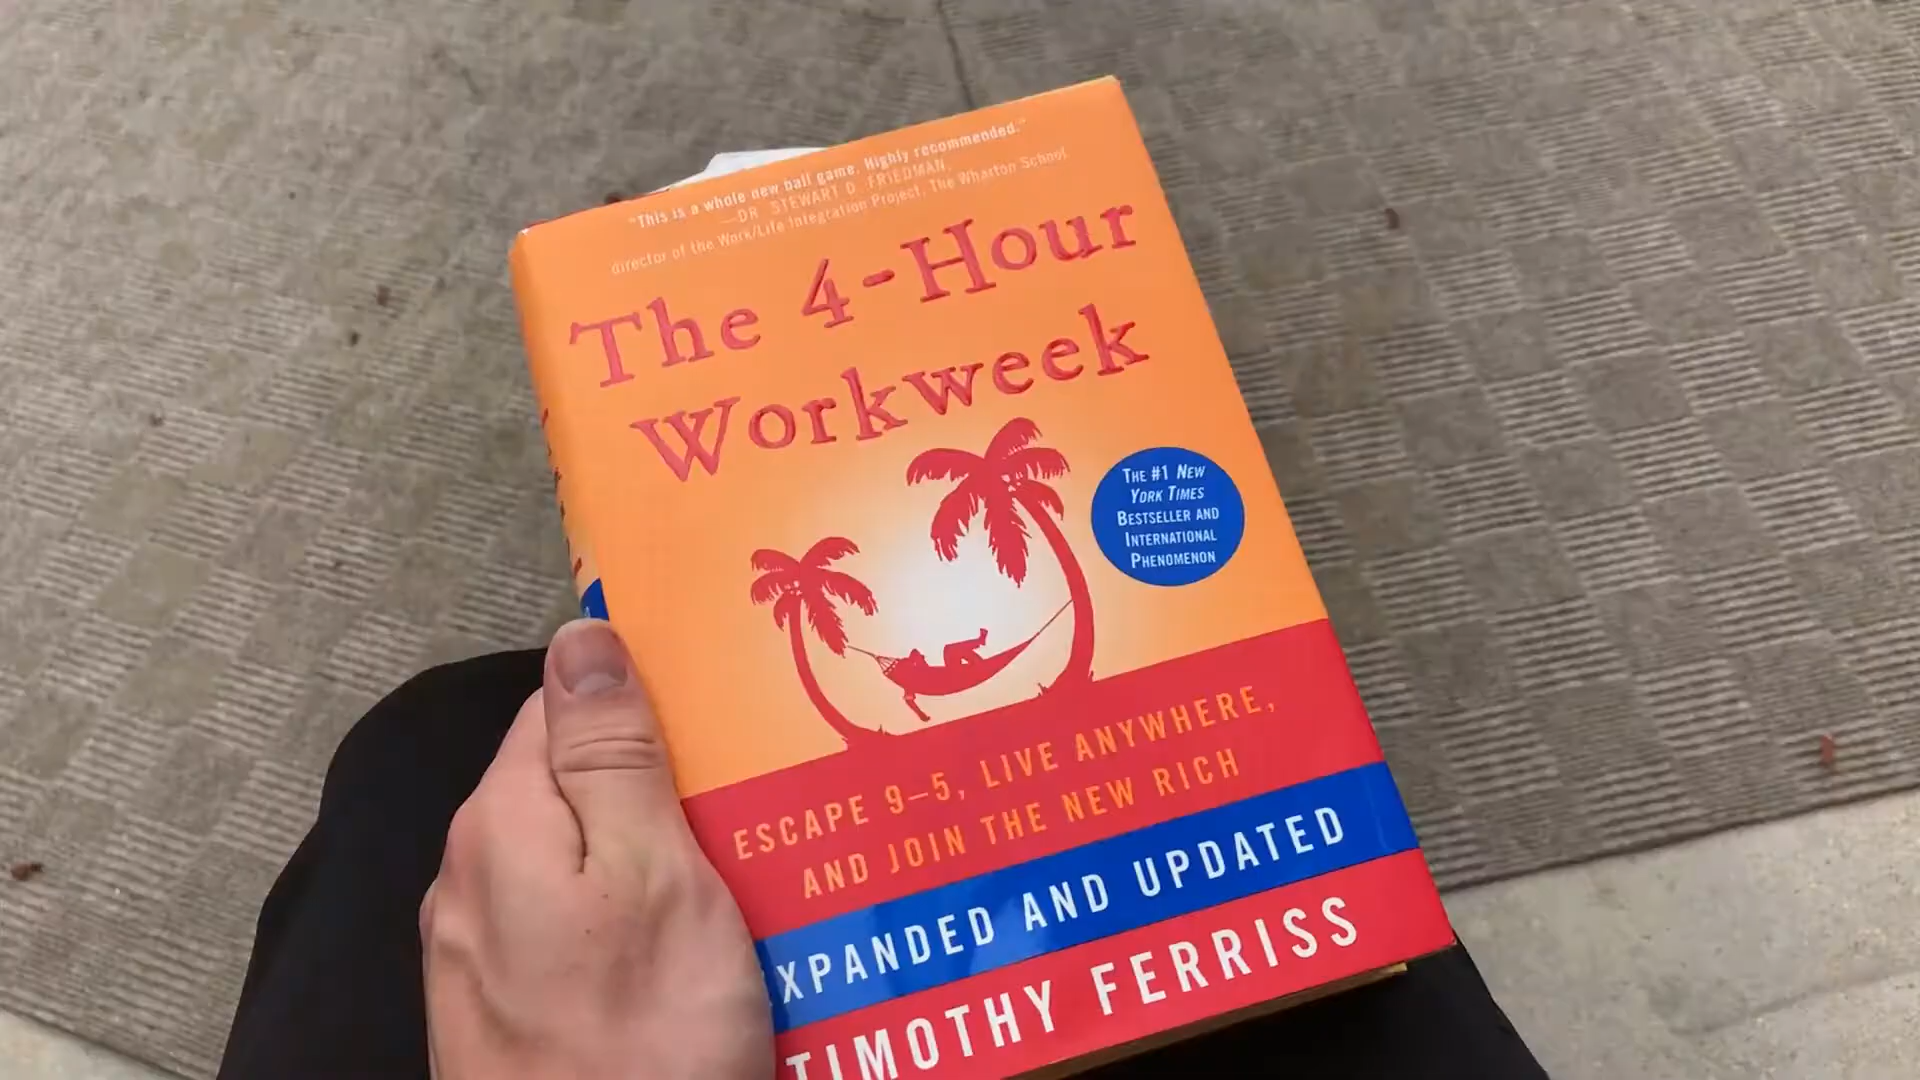 "This is a whole new ball game. Highly recommended."
—DR. STEWART D. FRIEDMAN,
director of the Work/Life Integration Project, The Wharton School
The 4-Hour
Workweek
THE #1 NEW
YORK TIMES
BESTSELLER AND
INTERNATIONAL
PHENOMENON
ESCAPE 9–5, LIVE ANYWHERE,
AND JOIN THE NEW RICH
EXPANDED AND UPDATED
TIMOTHY FERRISS